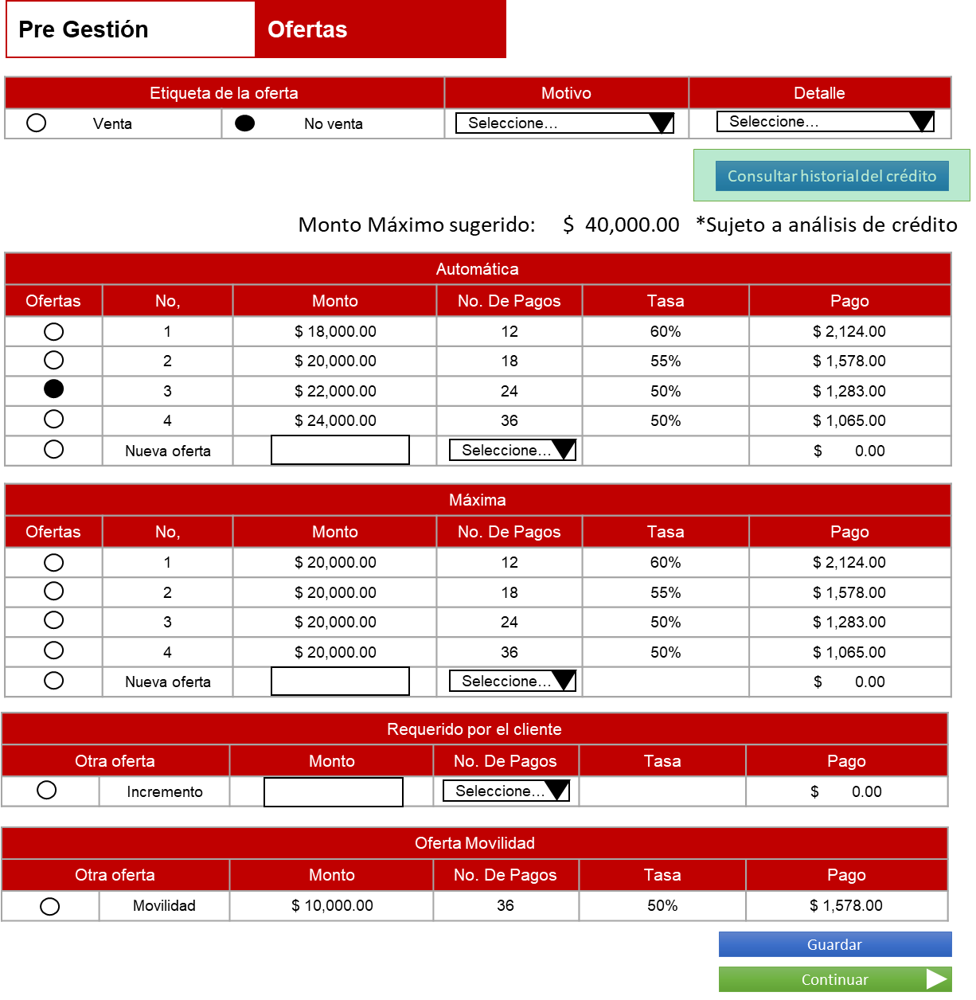 Pre Gestión Ofertas
Etiqueta de la oferta Motivo Detalle
Venta No venta Seleccione... Seleccione...
Consultar historial del crédito
Monto Máximo sugerido: $ 40,000.00 *Sujeto a análisis de crédito
Automática
Ofertas No, Monto No. De Pagos Tasa Pago
1 $ 18,000.00 12 60% $ 2,124.00
2 $ 20,000.00 18 55% $ 1,578.00
3 $ 22,000.00 24 50% $ 1,283.00
4 $ 24,000.00 36 50% $ 1,065.00
Nueva oferta Seleccione... $ 0.00
Máxima
Ofertas No, Monto No. De Pagos Tasa Pago
1 $ 20,000.00 12 60% $ 2,124.00
2 $ 20,000.00 18 55% $ 1,578.00
3 $ 20,000.00 24 50% $ 1,283.00
4 $ 20,000.00 36 50% $ 1,065.00
Nueva oferta Seleccione... $ 0.00
Requerido por el cliente
Otra oferta Monto No. De Pagos Tasa Pago
Incremento Seleccione... $ 0.00
Oferta Movilidad
Otra oferta Monto No. De Pagos Tasa Pago
Movilidad $ 10,000.00 36 50% $ 1,578.00
Guardar
Continuar